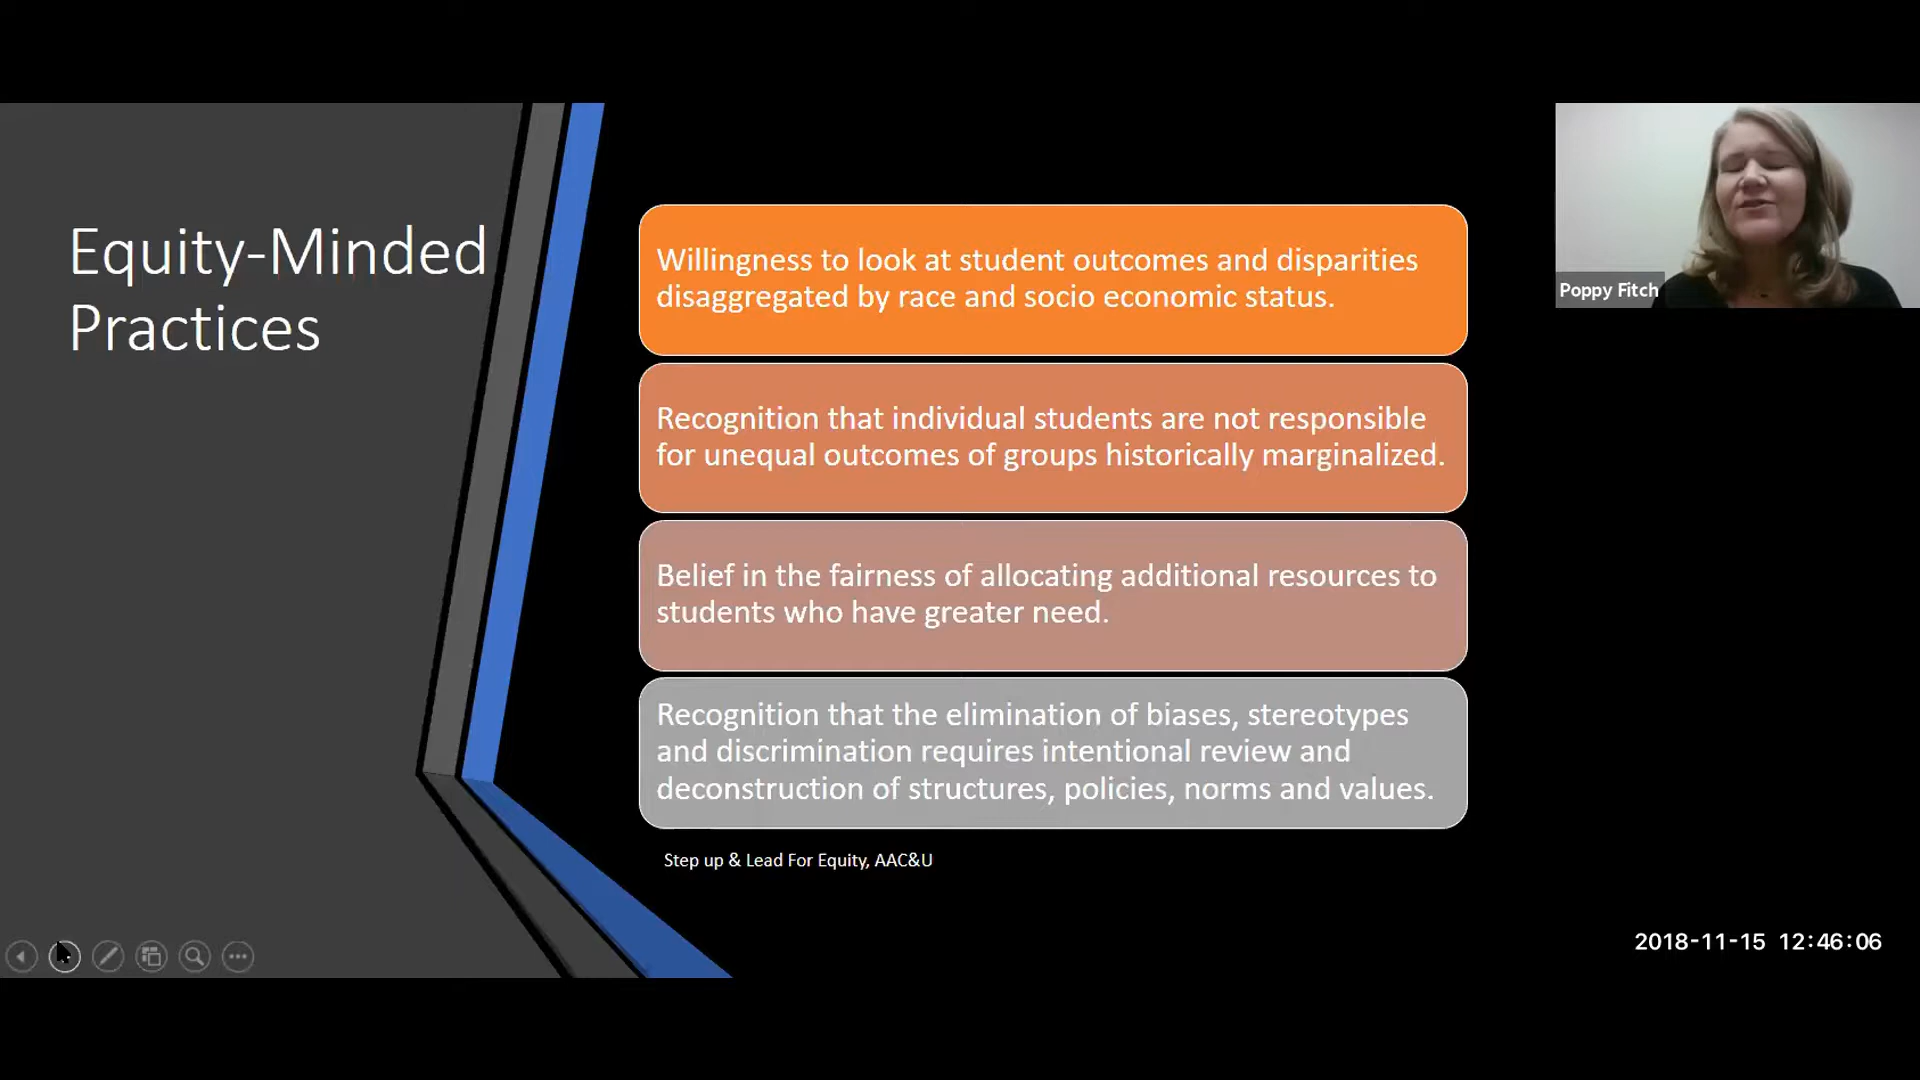 Equity-Minded
Practices
Willingness to look at student outcomes and disparities
disaggregated by race and socio economic status.
Recognition that individual students are not responsible
for unequal outcomes of groups historically marginalized.
Belief in the fairness of allocating additional resources to
students who have greater need.
Recognition that the elimination of biases, stereotypes
and discrimination requires intentional review and
deconstruction of structures, policies, norms and values.
Step up & Lead For Equity, AAC&U
Poppy Fitch
2018-11-15 12:46:06